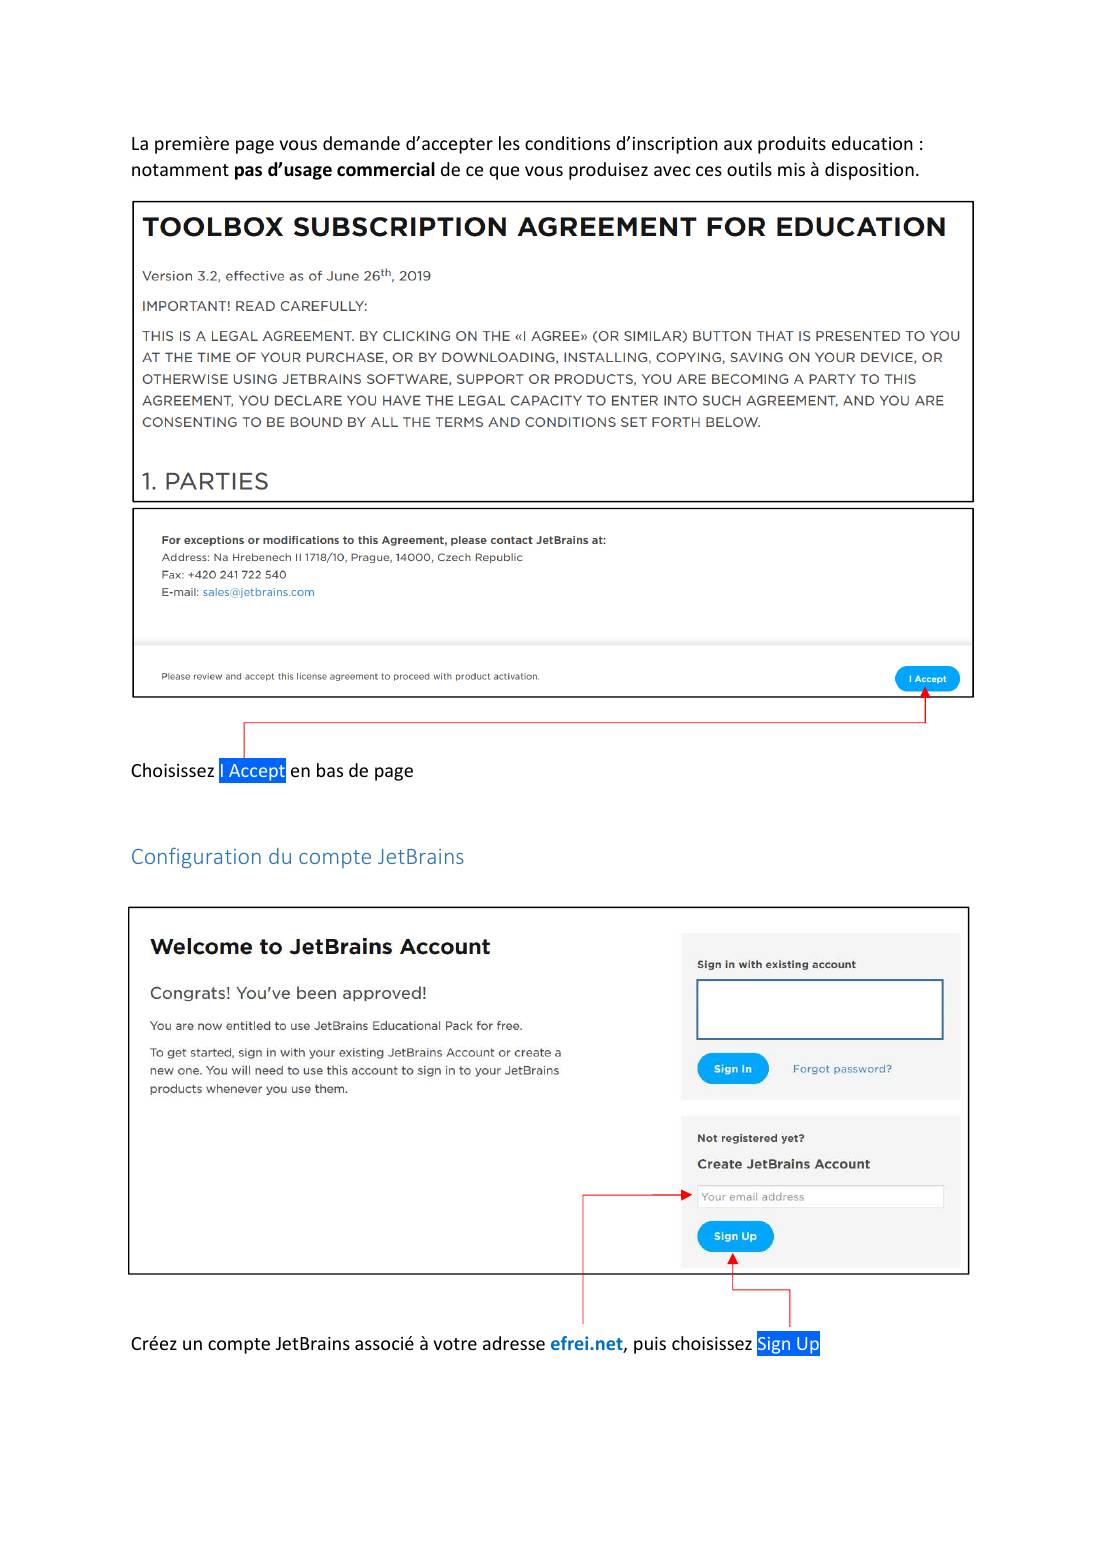 La première page vous demande d’accepter les conditions d’inscription aux produits education :
notamment pas d’usage commercial de ce que vous produisez avec ces outils mis à disposition.
TOOLBOX SUBSCRIPTION AGREEMENT FOR EDUCATION
Version 3.2, effective as of June 26th, 2019
IMPORTANT! READ CAREFULLY:
THIS IS A LEGAL AGREEMENT. BY CLICKING ON THE «I AGREE» (OR SIMILAR) BUTTON THAT IS PRESENTED TO YOU
AT THE TIME OF YOUR PURCHASE, OR BY DOWNLOADING, INSTALLING, COPYING, SAVING ON YOUR DEVICE, OR
OTHERWISE USING JETBRAINS SOFTWARE, SUPPORT OR PRODUCTS, YOU ARE BECOMING A PARTY TO THIS
AGREEMENT, YOU DECLARE YOU HAVE THE LEGAL CAPACITY TO ENTER INTO SUCH AGREEMENT, AND YOU ARE
CONSENTING TO BE BOUND BY ALL THE TERMS AND CONDITIONS SET FORTH BELOW.
1. PARTIES
For exceptions or modifications to this Agreement, please contact JetBrains at:
Address: Na Hrebenech II 1718/10, Prague, 14000, Czech Republic
Fax: +420 241 722 540
E-mail: sales@jetbrains.com
Please review and accept this license agreement to proceed with product activation.
I Accept
Choisissez I Accept en bas de page
Configuration du compte JetBrains
Welcome to JetBrains Account
Congrats! You've been approved!
You are now entitled to use JetBrains Educational Pack for free.
To get started, sign in with your existing JetBrains Account or create a
new one. You will need to use this account to sign in to your JetBrains
products whenever you use them.
Sign in with existing account
Sign In Forgot password?
Not registered yet?
Create JetBrains Account
Your email address
Sign Up
Créez un compte JetBrains associé à votre adresse efrei.net, puis choisissez Sign Up